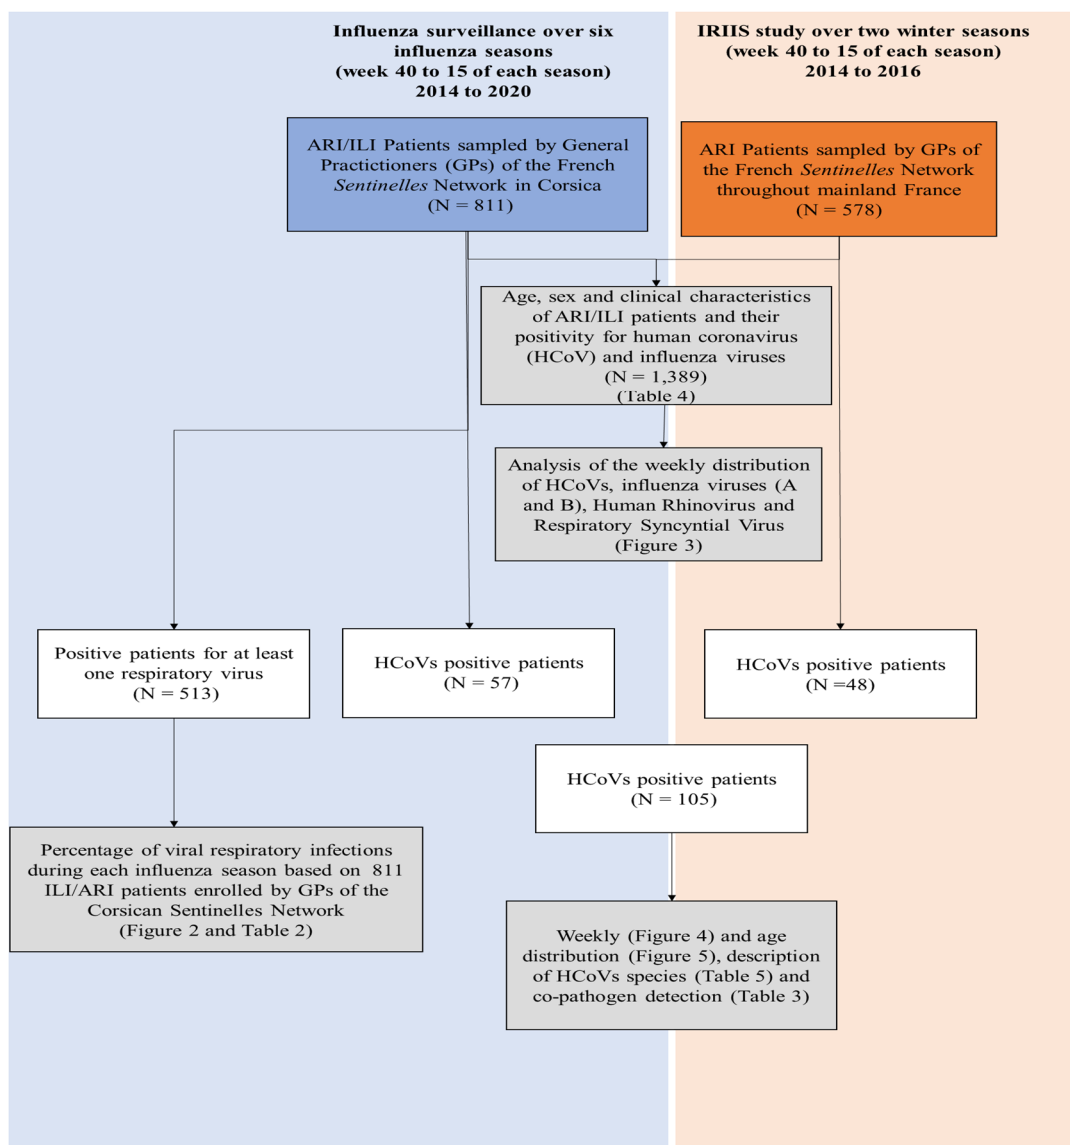 Influenza surveillance over six
influenza seasons
(week 40 to 15 of each season)
2014 to 2020
IRIIS study over two winter seasons
(week 40 to 15 of each season)
2014 to 2016
ARI/ILI Patients sampled by General
Practictioners (GPs) of the French
Sentinelles Network in Corsica
(N = 811)
ARI Patients sampled by GPs of
the French Sentinelles Network
throughout mainland France
(N = 578)
Age, sex and clinical characteristics
of ARI/ILI patients and their
positivity for human coronavirus
(HCoV) and influenza viruses
(N = 1,389)
(Table 4)
Analysis of the weekly distribution
of HCoVs, influenza viruses (A
and B), Human Rhinovirus and
Respiratory Syncyntial Virus
(Figure 3)
Positive patients for at least
one respiratory virus
(N = 513)
HCoVs positive patients
(N = 57)
HCoVs positive patients
(N =48)
HCoVs positive patients
(N = 105)
Percentage of viral respiratory infections
during each influenza season based on 811
ILI/ARI patients enrolled by GPs of the
Corsican Sentinelles Network
(Figure 2 and Table 2)
Weekly (Figure 4) and age
distribution (Figure 5), description
of HCoVs species (Table 5) and
co-pathogen detection (Table 3)